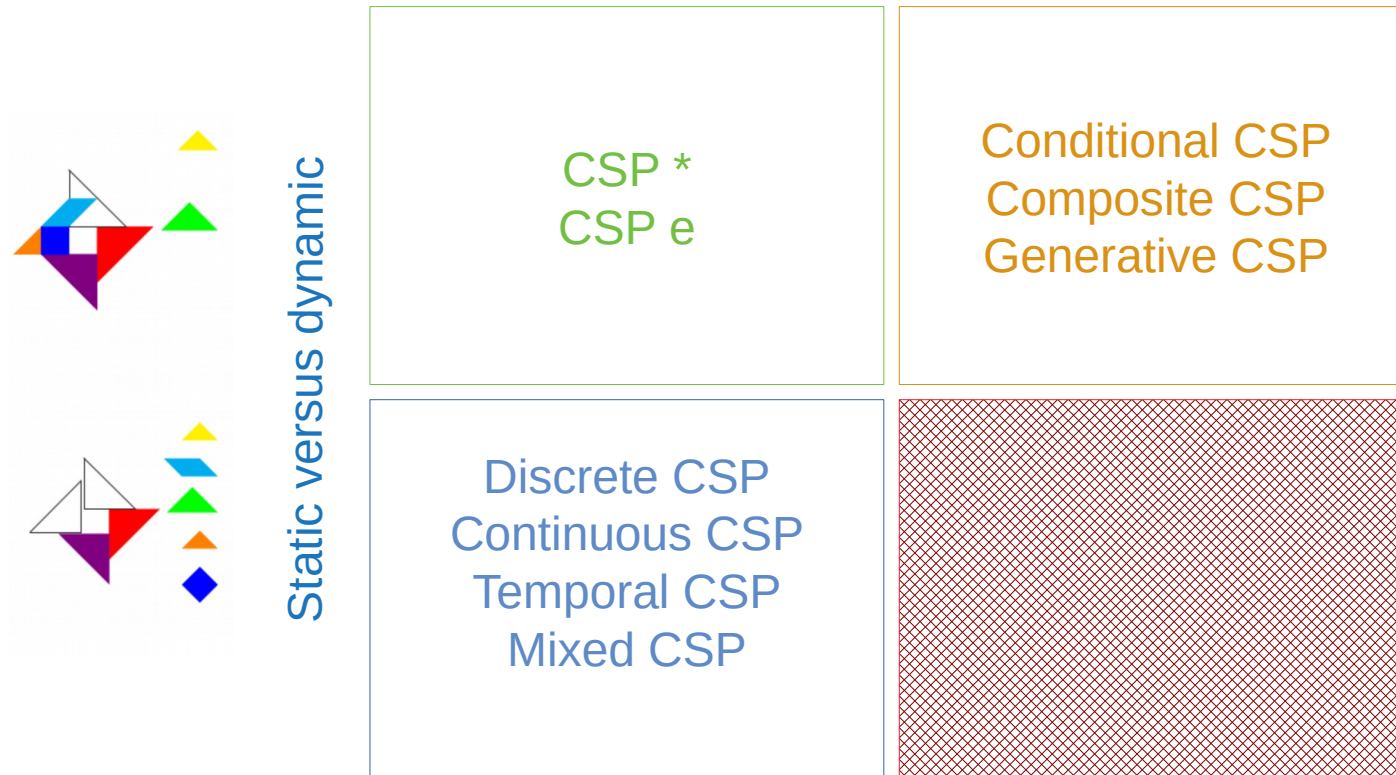 Static versus dynamic
CSP *
CSP e
Conditional CSP
Composite CSP
Generative CSP
Discrete CSP
Continuous CSP
Temporal CSP
Mixed CSP